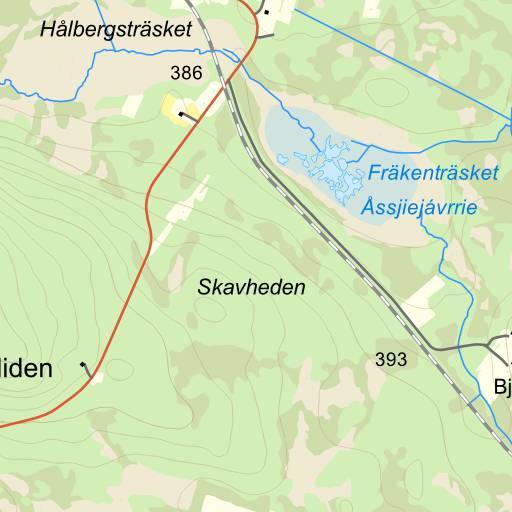 Hålbergsträsket
386
Fräkenträsket
Åssjiejávrrie
Skavheden
393
liden
Bj